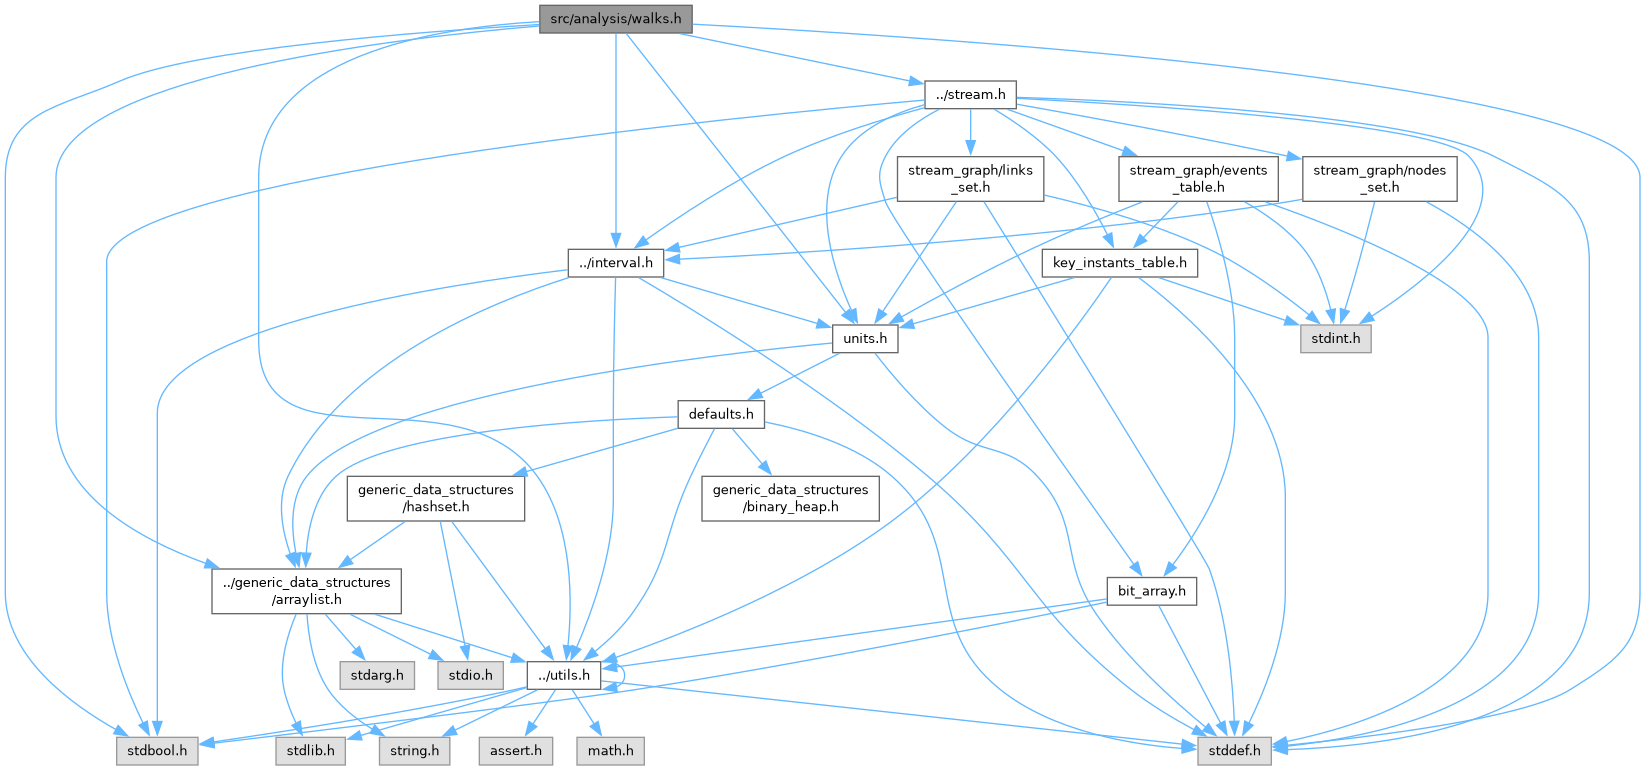 src/analysis/walks.h
../stream.h
stream_graph/links
_set.h
stream_graph/events
_table.h
stream_graph/nodes
_set.h
../interval.h
key_instants_table.h
units.h
stdint.h
defaults.h
generic_data_structures
/hashset.h
generic_data_structures
/binary_heap.h
../generic_data_structures
/arraylist.h
bit_array.h
stdarg.h
stdio.h
../utils.h
stdbool.h
stdlib.h
string.h
assert.h
math.h
stddef.h